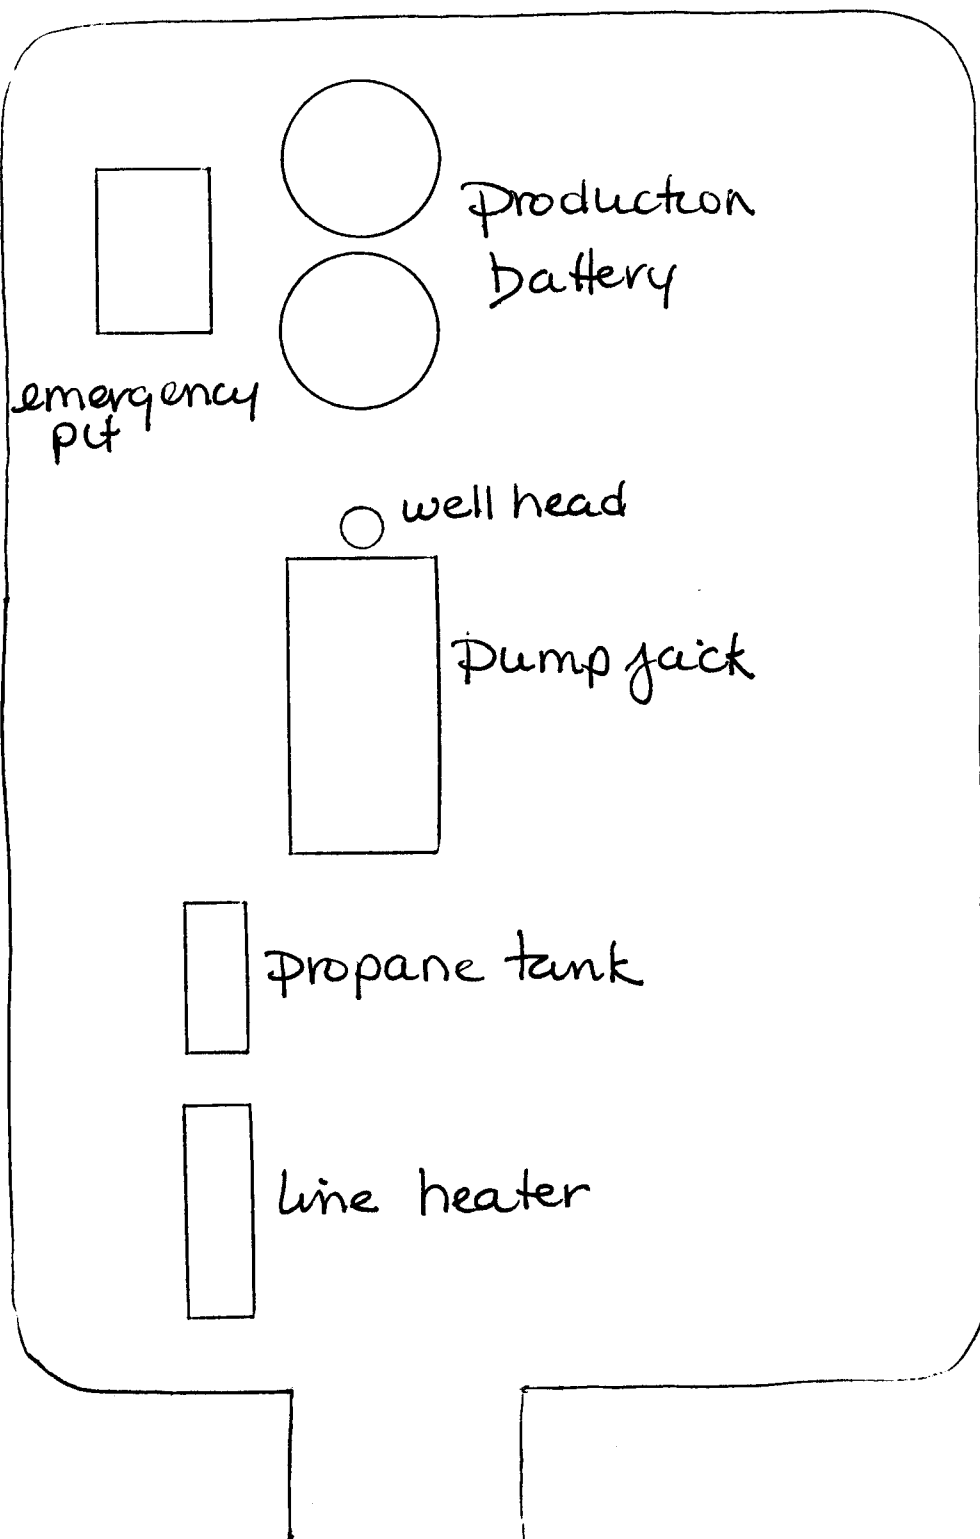 production
battery
emergency
pit
well head
pump jack
propane tank
line heater